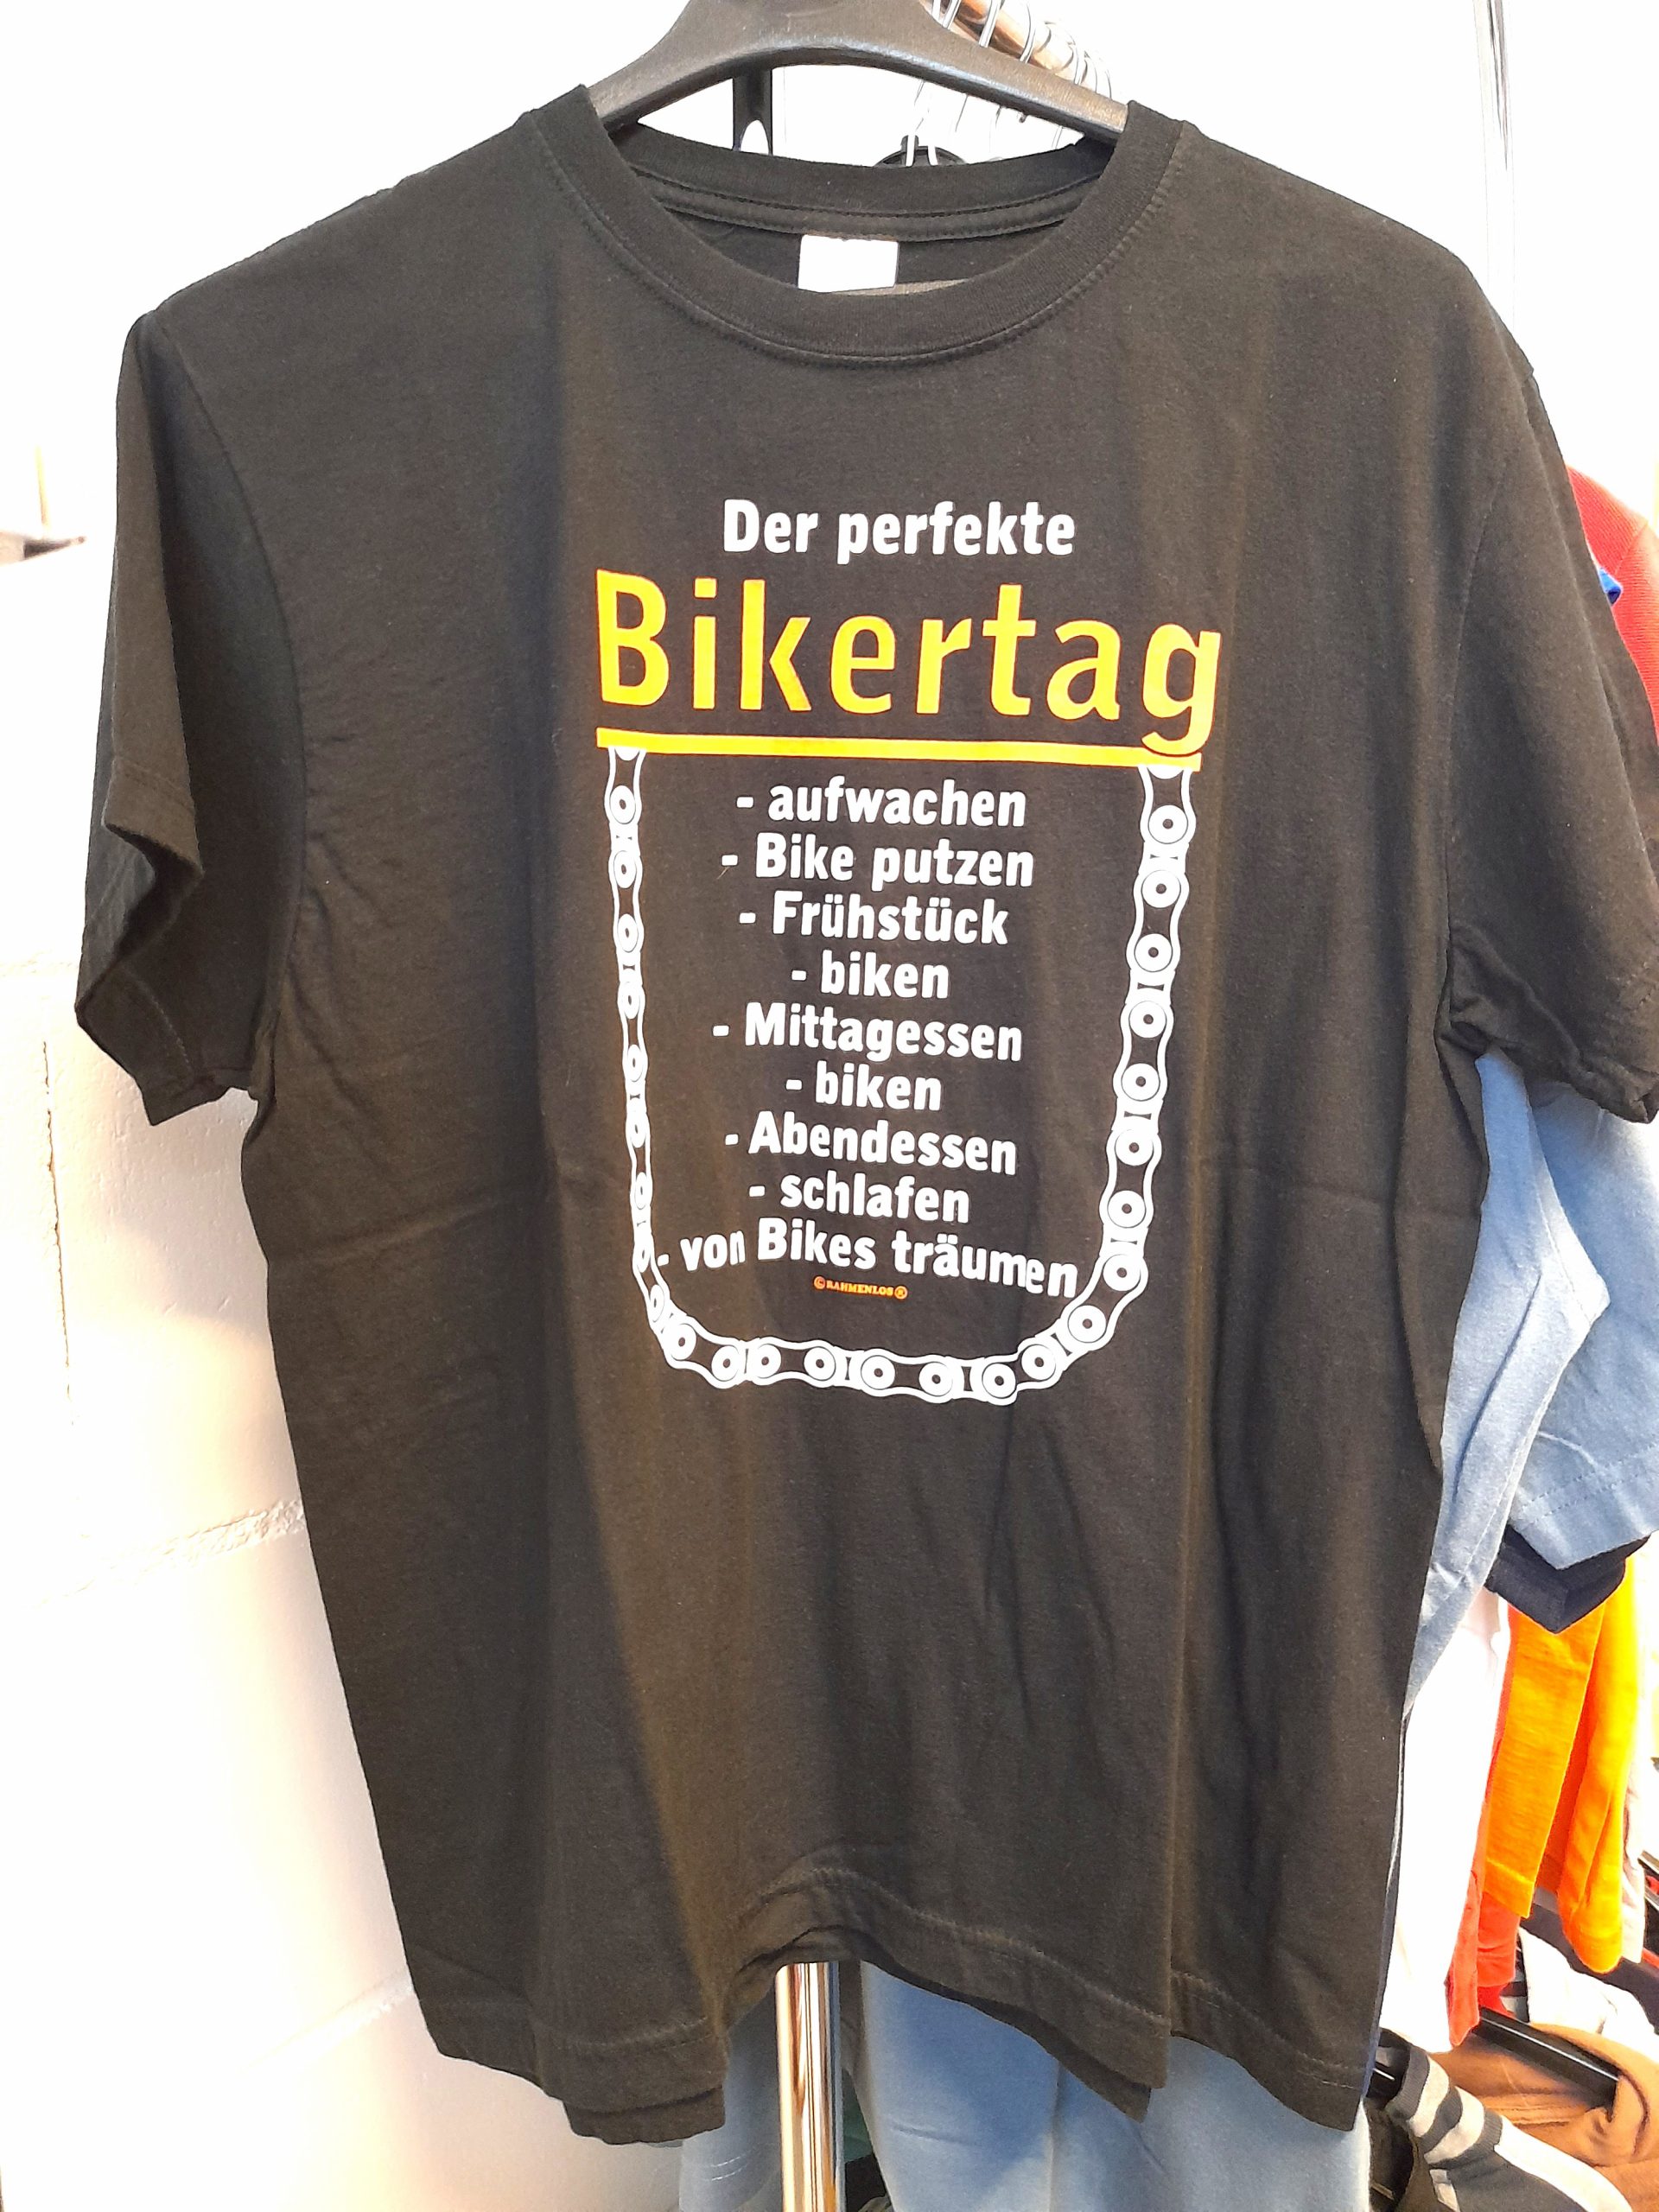 Der perfekte
Bikertag
- aufwachen
- Bike putzen
- Frühstück
- biken
- Mittagessen
- biken
- Abendessen
- schlafen
- von Bikes träumen
©RAHMENLOS®